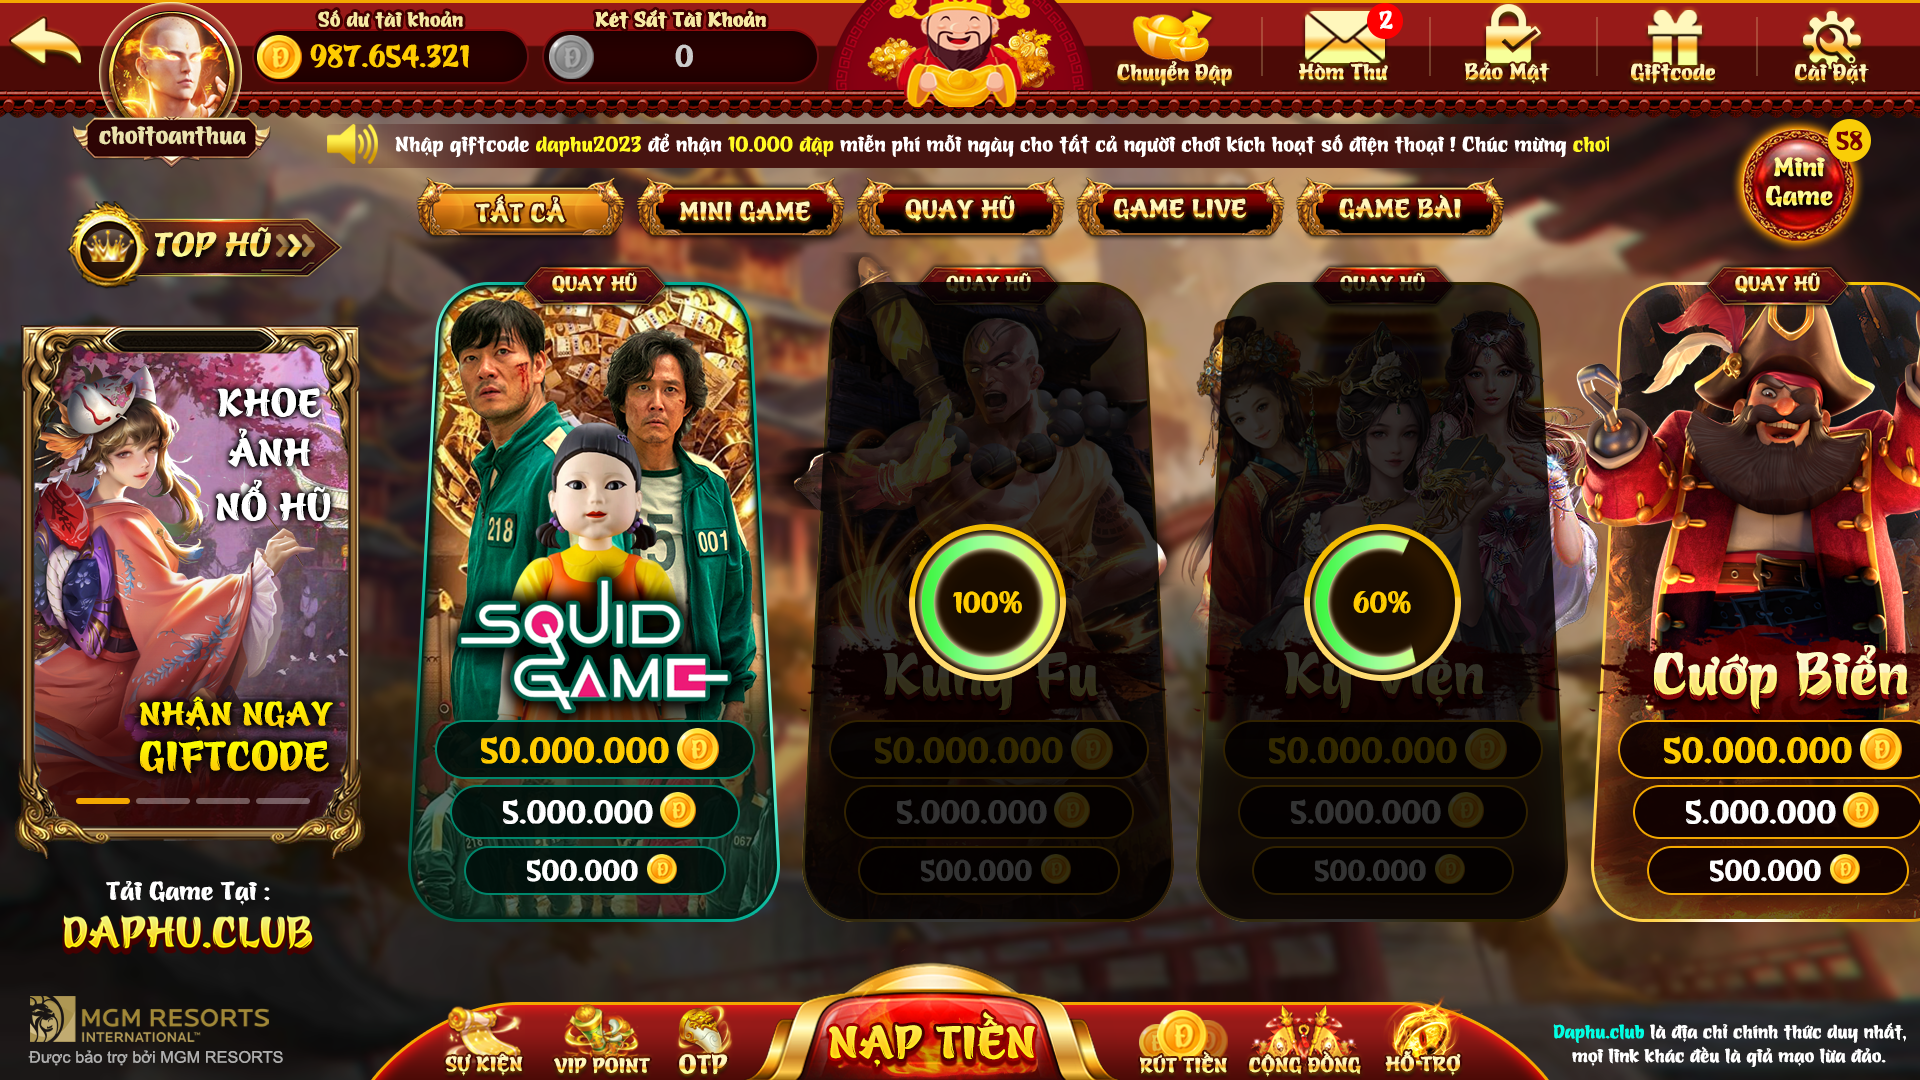 Số dư tài khoản
987.654.321
Két Sắt Tài Khoản
0
Chuyển Đập
Hòm Thư
2
Bảo Mật
Giftcode
Cài Đặt
choitoanthua
Nhập giftcode daphu2023 để nhận 10.000 đập miễn phí mỗi ngày cho tất cả người chơi kích hoạt số điện thoại ! Chúc mừng choi
58
Mini
Game
TẤT CẢ
MINI GAME
QUAY HŨ
GAME LIVE
GAME BÀI
TOP HŨ
KHOE
ẢNH
NỔ HŨ
NHẬN NGAY
GIFTCODE
QUAY HŨ
218
001
067
SQUID
GAME
50.000.000
5.000.000
500.000
QUAY HŨ
100%
Kung Fu
50.000.000
5.000.000
500.000
QUAY HŨ
60%
Kỹ Viện
50.000.000
5.000.000
500.000
QUAY HŨ
Cướp Biển
50.000.000
5.000.000
500.000
Tải Game Tại :
DAPHU.CLUB
MGM RESORTS
INTERNATIONAL™
Được bảo trợ bởi MGM RESORTS
SỰ KIỆN
VIP POINT
OTP
NẠP TIỀN
RÚT TIỀN
CỘNG ĐỒNG
HỖ TRỢ
Daphu.club là địa chỉ chính thức duy nhất,
mọi link khác đều là giả mạo lừa đảo.